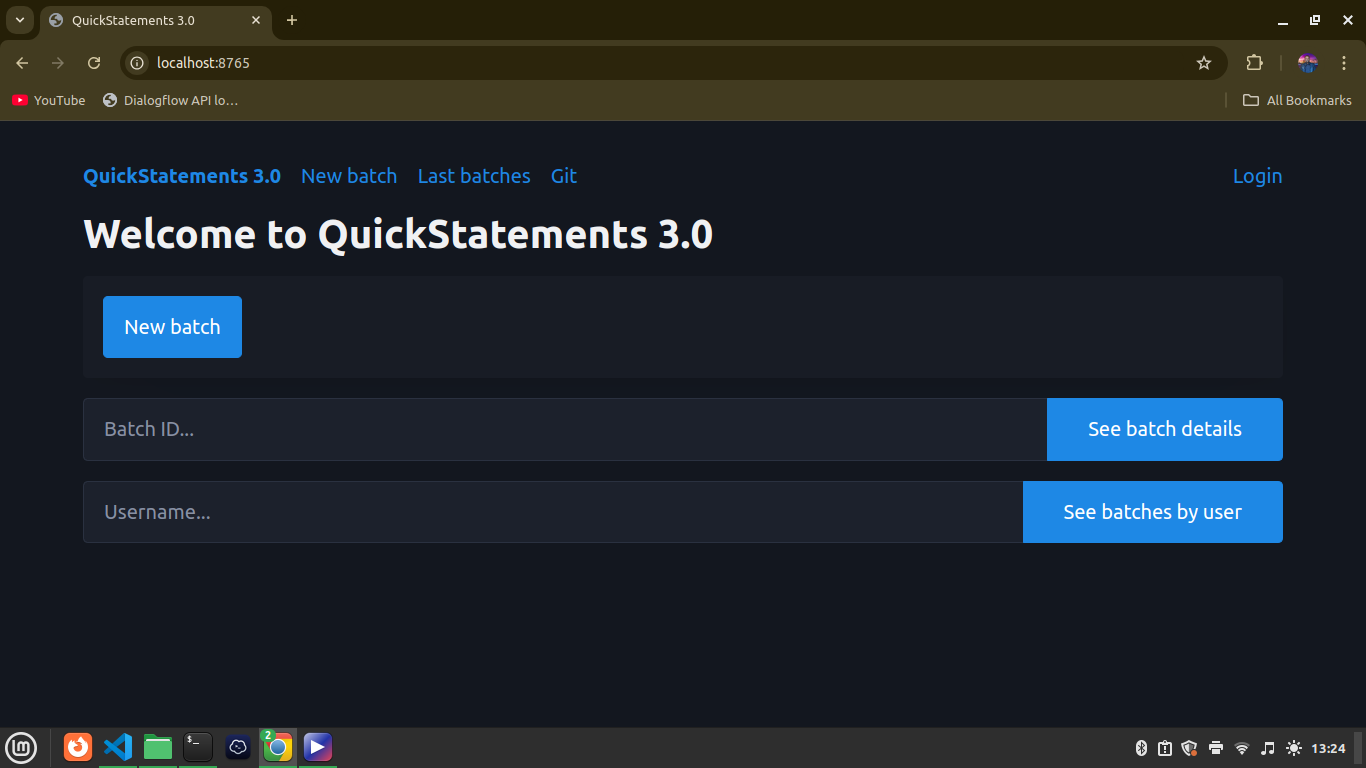 QuickStatements 3.0
localhost:8765
YouTube Dialogflow API lo... All Bookmarks
QuickStatements 3.0 New batch Last batches Git Login
Welcome to QuickStatements 3.0
New batch
Batch ID... See batch details
Username... See batches by user
2
13:24